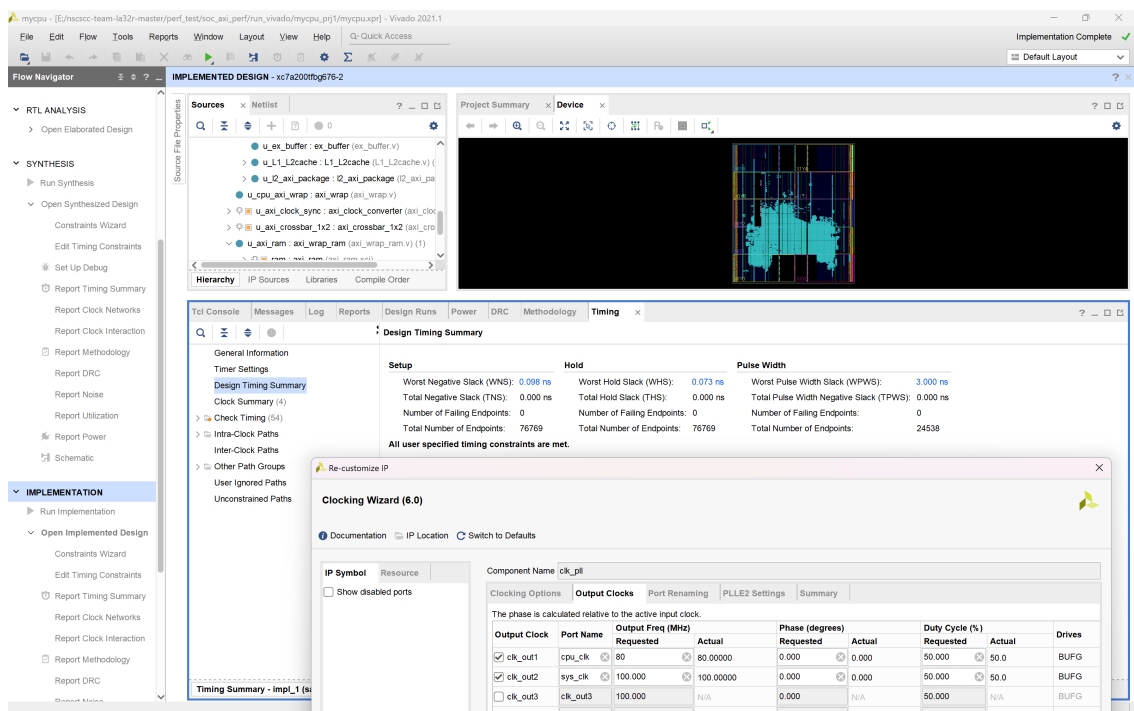 mycpu - [E:/nscscc-team-la32r-master/perf_test/soc_axi_perf/run_vivado/mycpu_prj1/mycpu.xpr] - Vivado 2021.1
File Edit Flow Tools Reports Window Layout View Help Q- Quick Access Implementation Complete
Default Layout
Flow Navigator
IMPLEMENTED DESIGN - xc7a200tfbg676-2
RTL ANALYSIS
Open Elaborated Design
SYNTHESIS
Run Synthesis
Open Synthesized Design
Constraints Wizard
Edit Timing Constraints
Set Up Debug
Report Timing Summary
Report Clock Networks
Report Clock Interaction
Report Methodology
Report DRC
Report Noise
Report Utilization
Report Power
Schematic
IMPLEMENTATION
Run Implementation
Open Implemented Design
Constraints Wizard
Edit Timing Constraints
Report Timing Summary
Report Clock Networks
Report Clock Interaction
Report Methodology
Report DRC
Report Noise
Source File Properties
Sources Netlist
0
u_ex_buffer : ex_buffer (ex_buffer.v)
u_L1_L2cache : L1_L2cache (L1_L2cache.v) (
u_l2_axi_package : l2_axi_package (l2_axi_pa
u_cpu_axi_wrap : axi_wrap (axi_wrap.v)
u_axi_clock_sync : axi_clock_converter (axi_cloc
u_axi_crossbar_1x2 : axi_crossbar_1x2 (axi_cro
u_axi_ram : axi_wrap_ram (axi_wrap_ram.v) (1)
ram : axi_ram (axi_ram.xci)
Hierarchy IP Sources Libraries Compile Order
Project Summary Device
Tcl Console Messages Log Reports Design Runs Power DRC Methodology Timing
General Information
Timer Settings
Design Timing Summary
Clock Summary (4)
Check Timing (54)
Intra-Clock Paths
Inter-Clock Paths
Other Path Groups
User Ignored Paths
Unconstrained Paths
Timing Summary - impl_1 (sa
Design Timing Summary
Setup Hold Pulse Width
Worst Negative Slack (WNS): 0.098 ns Worst Hold Slack (WHS): 0.073 ns Worst Pulse Width Slack (WPWS): 3.000 ns
Total Negative Slack (TNS): 0.000 ns Total Hold Slack (THS): 0.000 ns Total Pulse Width Negative Slack (TPWS): 0.000 ns
Number of Failing Endpoints: 0 Number of Failing Endpoints: 0 Number of Failing Endpoints: 0
Total Number of Endpoints: 76769 Total Number of Endpoints: 76769 Total Number of Endpoints: 24538
All user specified timing constraints are met.
Re-customize IP
Clocking Wizard (6.0)
Documentation IP Location Switch to Defaults
IP Symbol Resource
Show disabled ports
Component Name clk_pll
Clocking Options Output Clocks Port Renaming PLLE2 Settings Summary
The phase is calculated relative to the active input clock.
Output Clock Port Name Output Freq (MHz) Phase (degrees) Duty Cycle (%) Drives
Requested Actual Requested Actual Requested Actual
clk_out1 cpu_clk 80 80.00000 0.000 0.000 50.000 50.0 BUFG
clk_out2 sys_clk 100.000 100.00000 0.000 0.000 50.000 50.0 BUFG
clk_out3 clk_out3 100.000 N/A 0.000 N/A 50.000 N/A BUFG